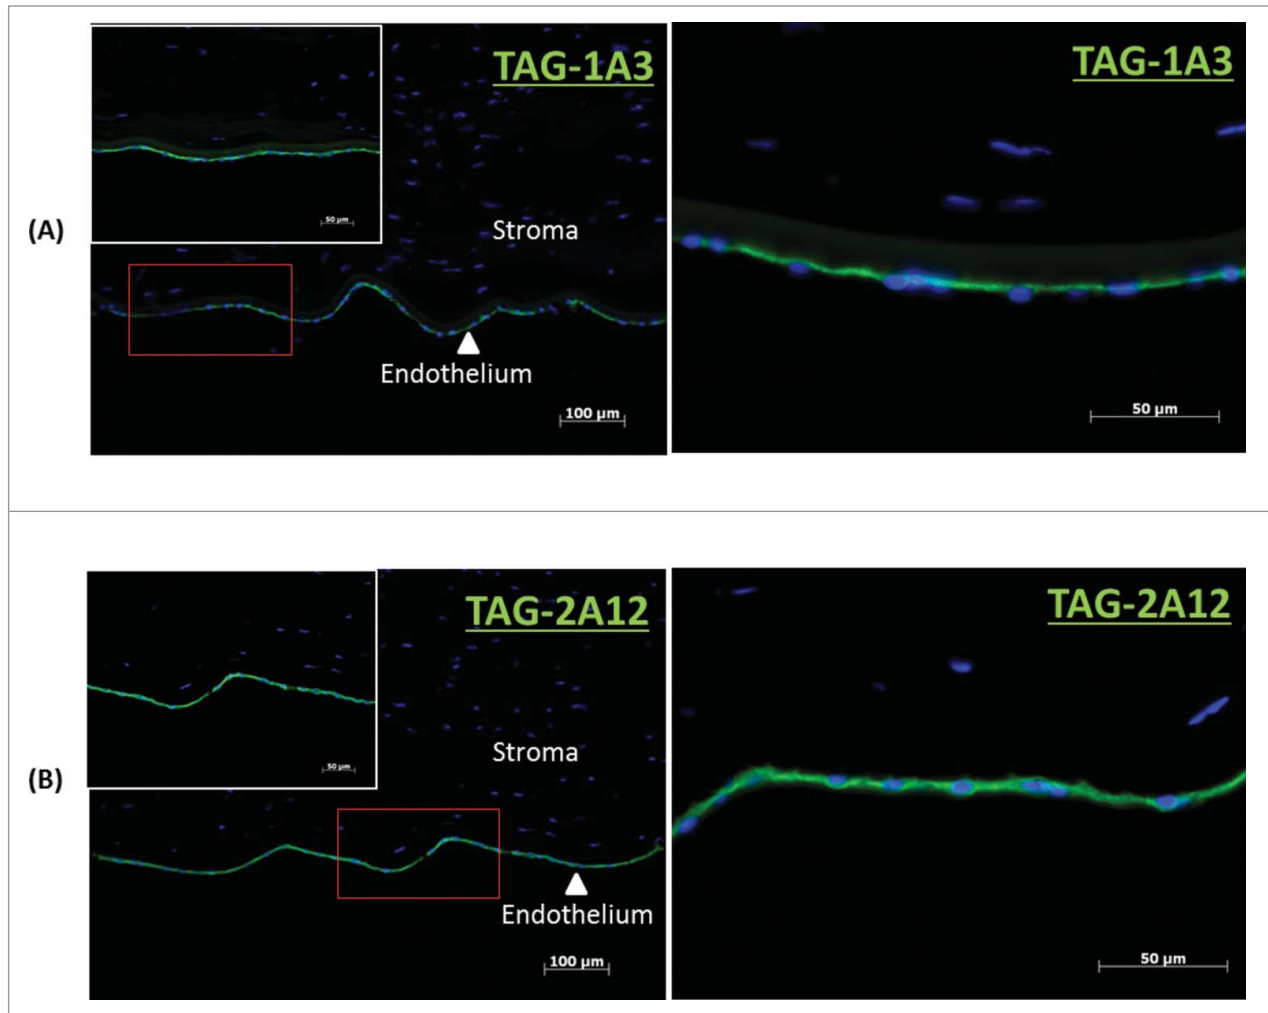 (A)
TAG-1A3
50 µm
Stroma
Endothelium
100 µm
TAG-1A3
50 µm
(B)
TAG-2A12
50 µm
Stroma
Endothelium
100 µm
TAG-2A12
50 µm